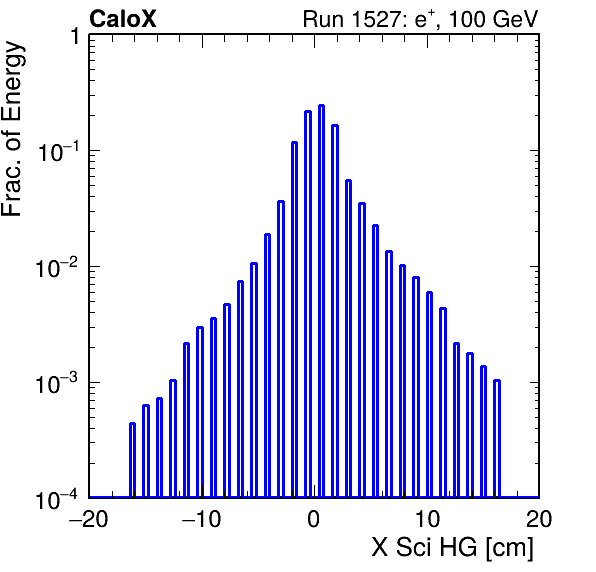 CaloX Run 1527: e⁺, 100 GeV
Frac. of Energy
1
10⁻¹
10⁻²
10⁻³
10⁻⁴
−20 −10 0 10 20
X Sci HG [cm]